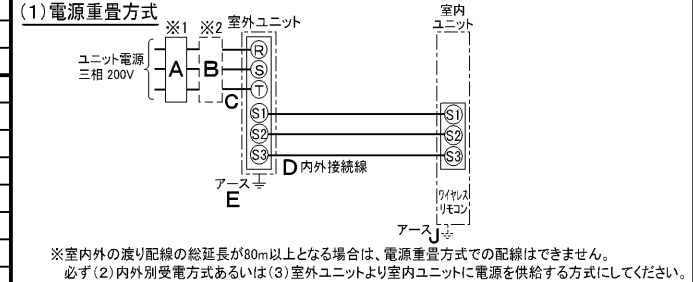 (1)電源重畳方式
※1 ※2 室外ユニット
室内
ユニット
ユニット電源
三相 200V
A B
R
S
T
C
S1 S1
S2 S2
S3 S3
D 内外接続線
アース
E
ワイヤレス
リモコン
アース J
※室内外の渡り配線の総延長が80m以上となる場合は、電源重畳方式での配線はできません。
必ず(2)内外別受電方式あるいは(3)室外ユニットより室内ユニットに電源を供給する方式にしてください。